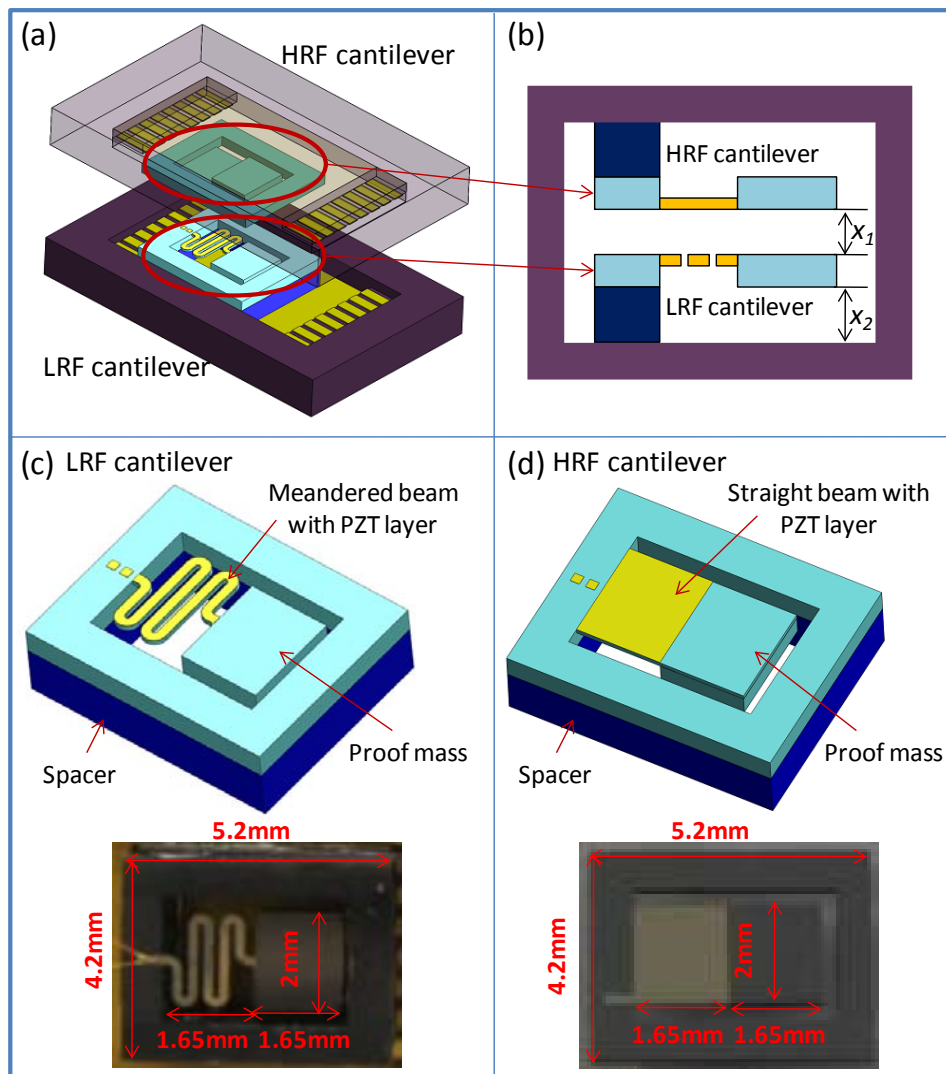 (a)
HRF cantilever
LRF cantilever
(b)
HRF cantilever
x1
LRF cantilever
x2
(c) LRF cantilever
Meandered beam
with PZT layer
Proof mass
Spacer
5.2mm
4.2mm
2mm
1.65mm 1.65mm
(d) HRF cantilever
Straight beam with
PZT layer
Proof mass
Spacer
5.2mm
4.2mm
2mm
1.65mm 1.65mm